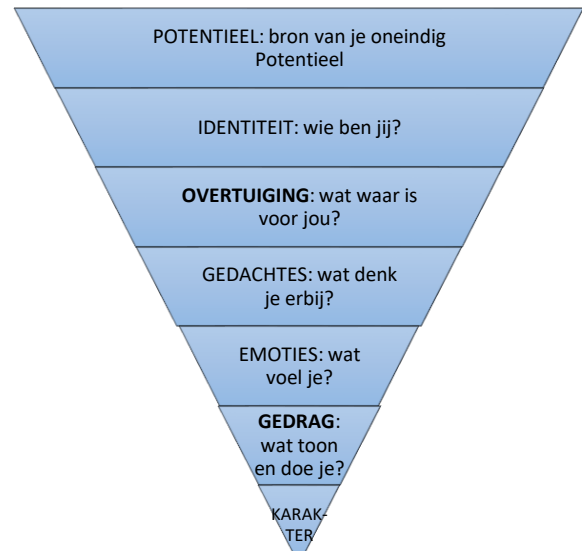 POTENTIEEL: bron van je oneindig
Potentieel
IDENTITEIT: wie ben jij?
OVERTUIGING: wat waar is
voor jou?
GEDACHTES: wat denk
je erbij?
EMOTIES: wat
voel je?
GEDRAG:
wat toon
en doe je?
KARAK-
TER